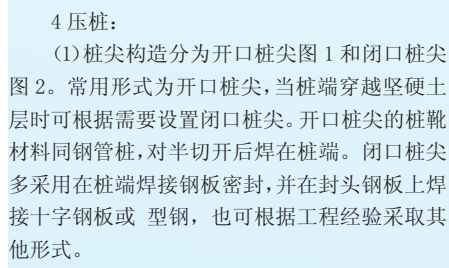 4 压桩：
(1)桩尖构造分为开口桩尖图 1 和闭口桩尖
图 2。常用形式为开口桩尖，当桩端穿越坚硬土
层时可根据需要设置闭口桩尖。开口桩尖的桩靴
材料同钢管桩，对半切开后焊在桩端。闭口桩尖
多采用在桩端焊接钢板密封，并在封头钢板上焊
接十字钢板或 型钢，也可根据工程经验采取其
他形式。